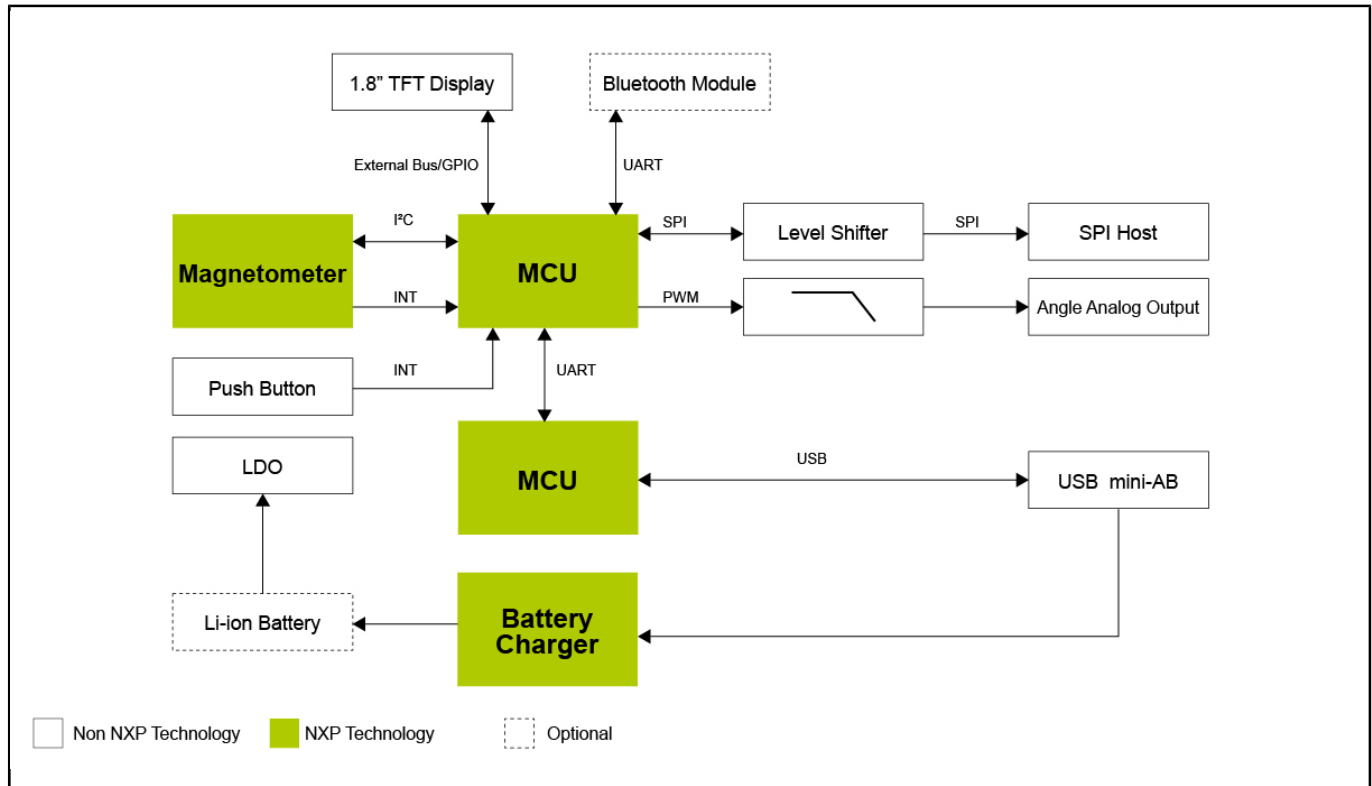 1.8” TFT Display
Bluetooth Module
External Bus/GPIO
UART
I²C
SPI
SPI
Magnetometer
MCU
Level Shifter
SPI Host
INT
PWM
Angle Analog Output
Push Button
INT
UART
LDO
MCU
USB
USB mini-AB
Li-ion Battery
Battery
Charger
Non NXP Technology
NXP Technology
Optional